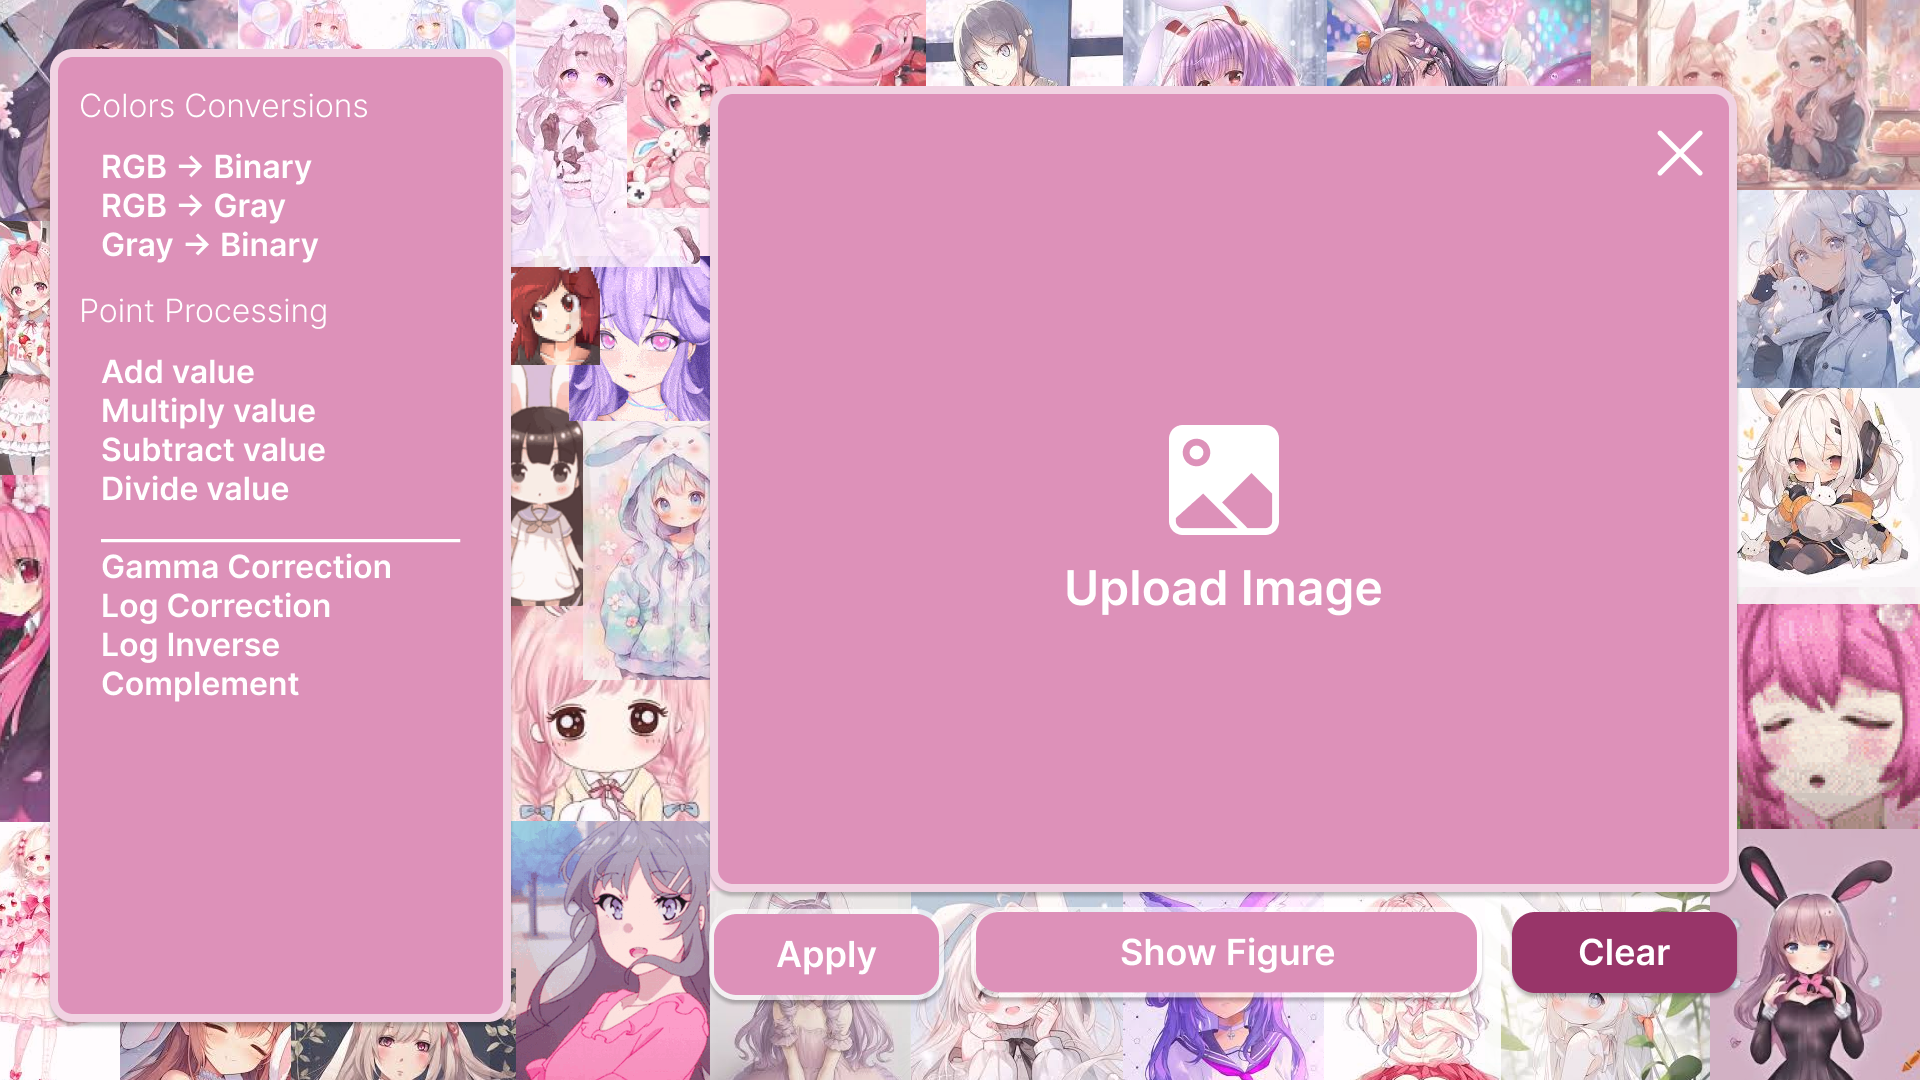 Colors Conversions
RGB → Binary
RGB → Gray
Gray → Binary
Point Processing
Add value
Multiply value
Subtract value
Divide value
Gamma Correction
Log Correction
Log Inverse
Complement
Upload Image
Apply
Show Figure
Clear